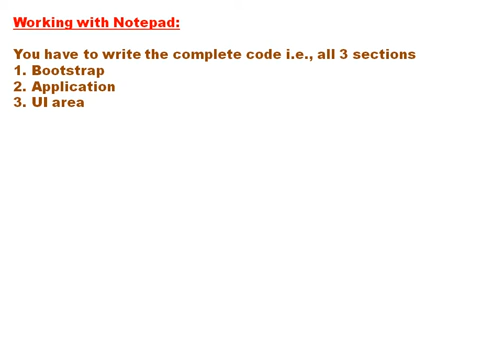 Working with Notepad:
You have to write the complete code i.e., all 3 sections
1. Bootstrap
2. Application
3. UI area